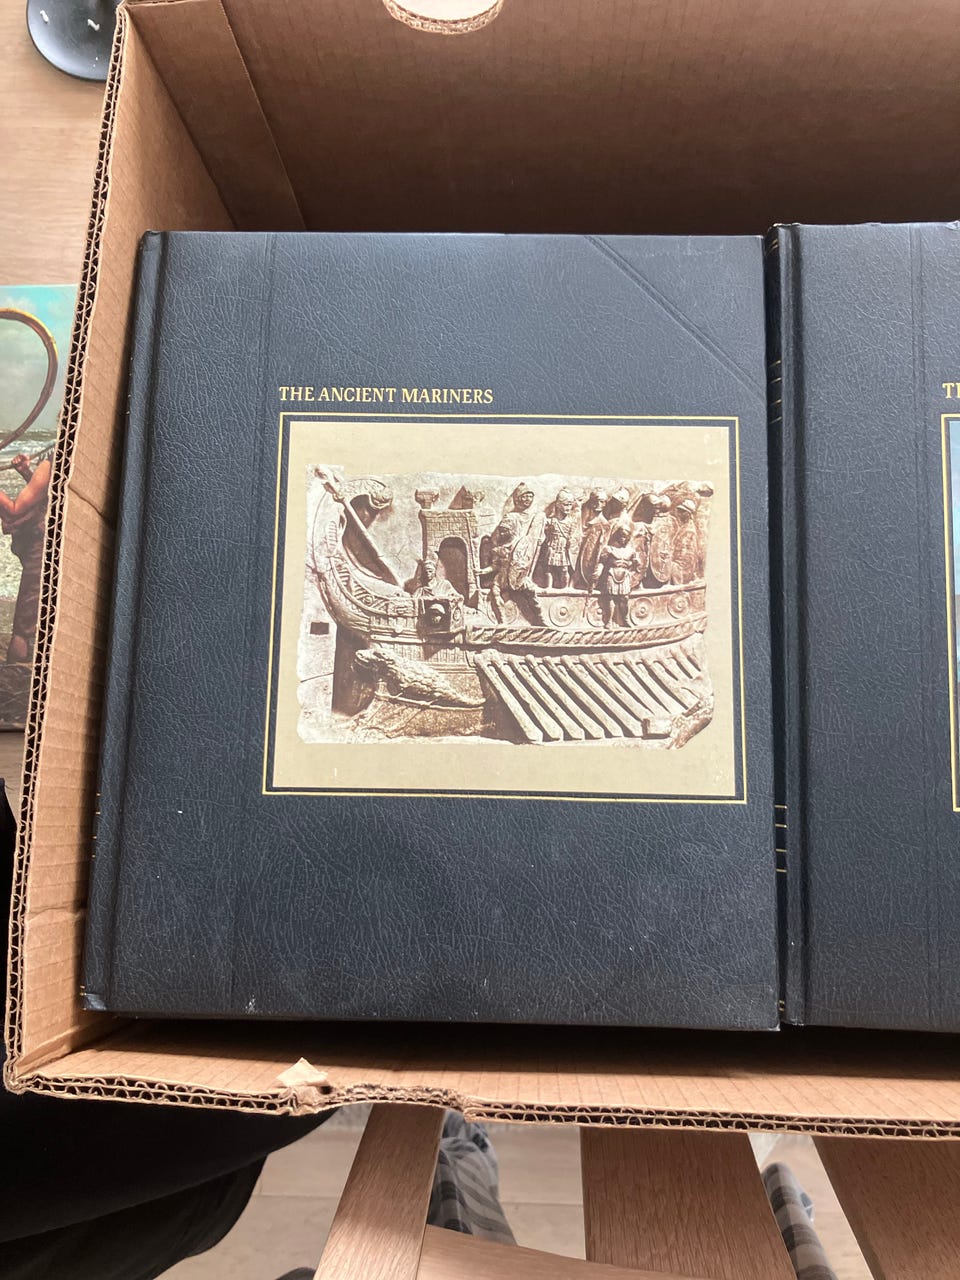 THE ANCIENT MARINERS